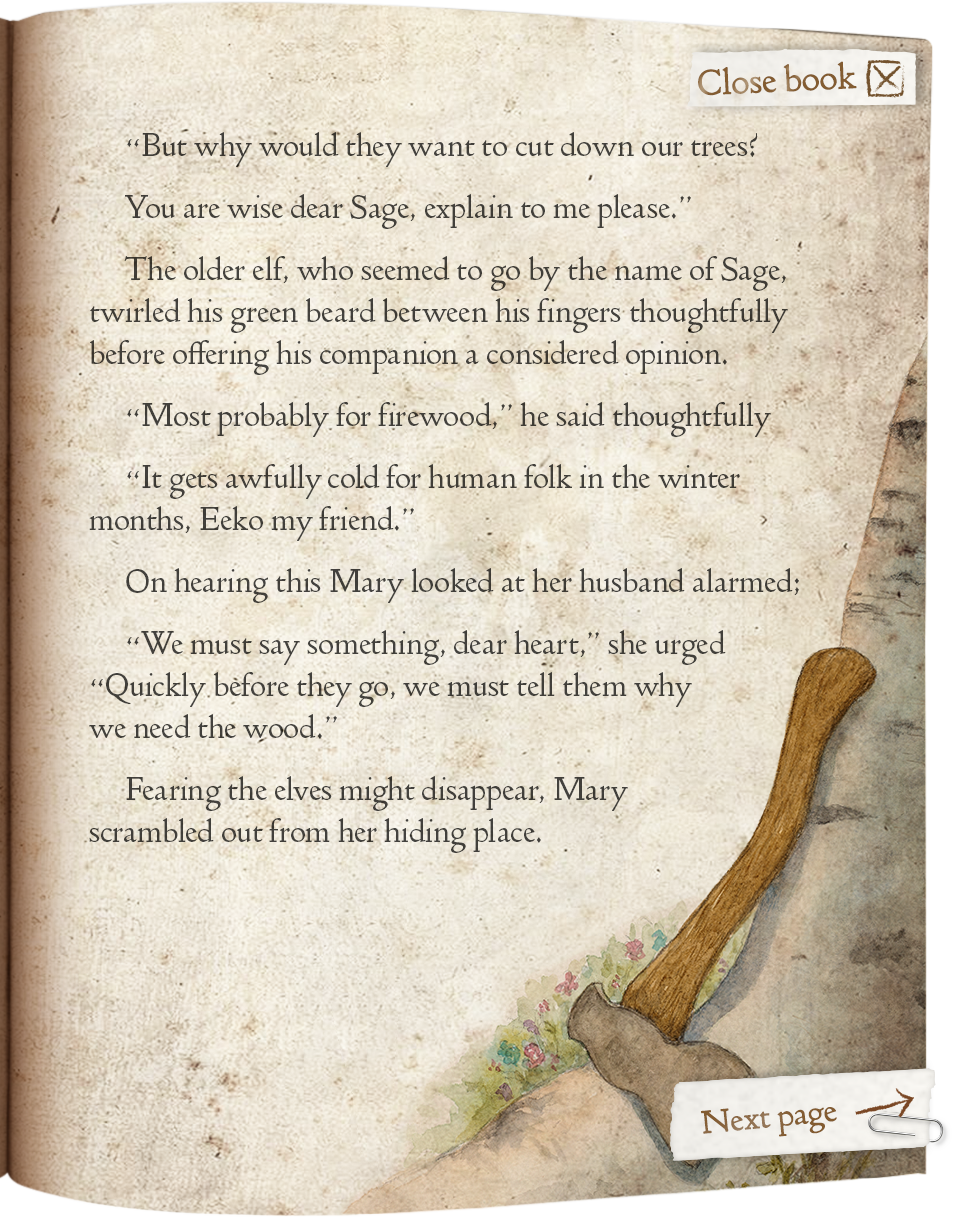 Close book
“But why would they want to cut down our trees?
You are wise dear Sage, explain to me please.”
The older elf, who seemed to go by the name of Sage,
twirled his green beard between his fingers thoughtfully
before offering his companion a considered opinion.
“Most probably for firewood,” he said thoughtfully
“It gets awfully cold for human folk in the winter
months, Eeko my friend.”
On hearing this Mary looked at her husband alarmed;
“We must say something, dear heart,” she urged
“Quickly before they go, we must tell them why
we need the wood.”
Fearing the elves might disappear, Mary
scrambled out from her hiding place.
Next page